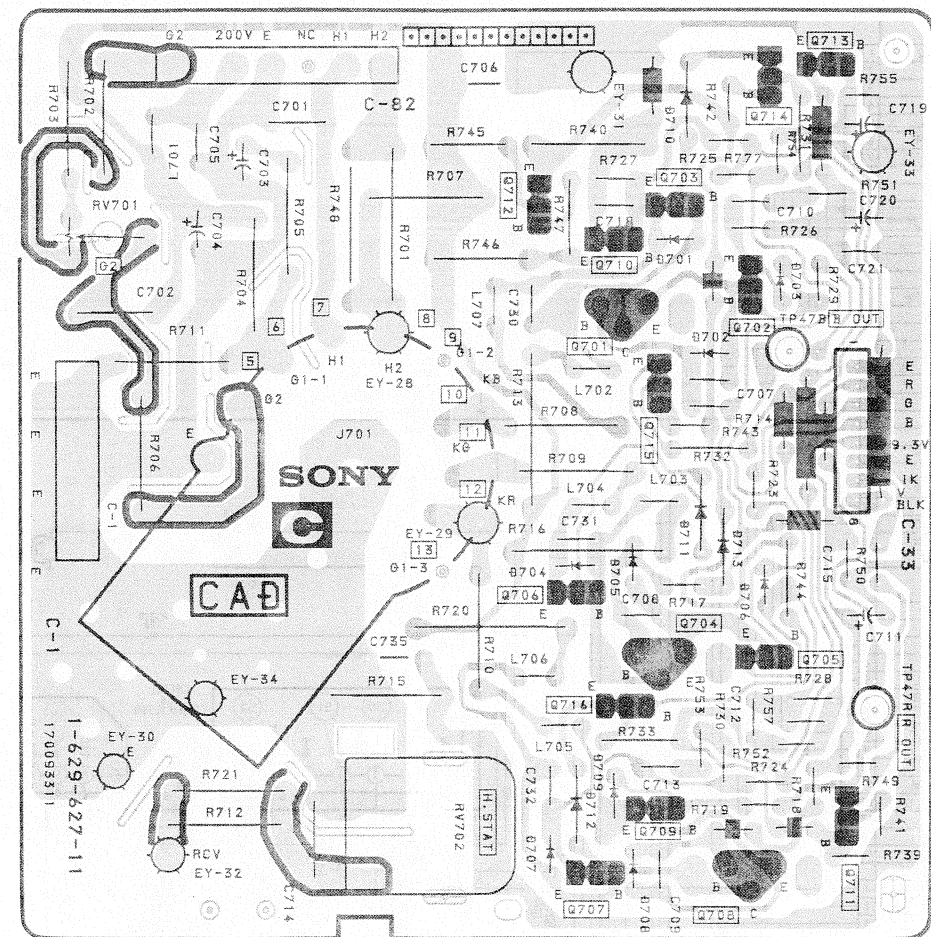 G2 200V E NC H1 H2
C-82
C706
EY-31
Q713
E
B
R755
C719
EY-33
R703
R702
C701
L701
C705
C703
R745
R740
D710
R742
Q714
E
B
R754
R731
R727
R725
R777
R707
Q712
E
B
R747
Q703
E
B
R751
C720
RV701
C704
R705
R748
R701
C718
C710
R726
R746
Q710
E
B
D701
C721
G2
C702
R704
L707
C730
Q702
B
D703
R729
TP47B
B OUT
R711
5
6
7
8
9
H1
H2
EY-28
G1-2
Q701
B
E
C
D702
G1-1
G2
KB
10
R713
L702
C707
R714
E
R
G
B
9.3V
E
IK
V
BLK
E
E
E
E
R706
E
J701
R708
11
KG
Q715
E
B
R743
R732
R723
R709
SONY
C
C-1
12
KR
L704
L703
EY-29
R716
C731
D711
D713
8
C-33
13
G1-3
D704
Q706
E
B
D705
C708
R717
D706
R744
C715
R750
CAD
R720
R710
Q704
B
E
Q705
E
B
R728
C711
C-1
C735
L706
R715
EY-34
Q716
E
B
R753
R730
C712
R757
TP47R
R OUT
EY-30
E
1-629-627-11
170093311
R733
L705
R752
R724
R721
R712
RV702
H.STAT
C732
D709
D712
C713
R719
R718
R749
R741
E
Q709
B
R739
RCV
EY-32
D707
Q711
E
B
C714
Q707
E
B
D708
C709
Q708
B
E
C